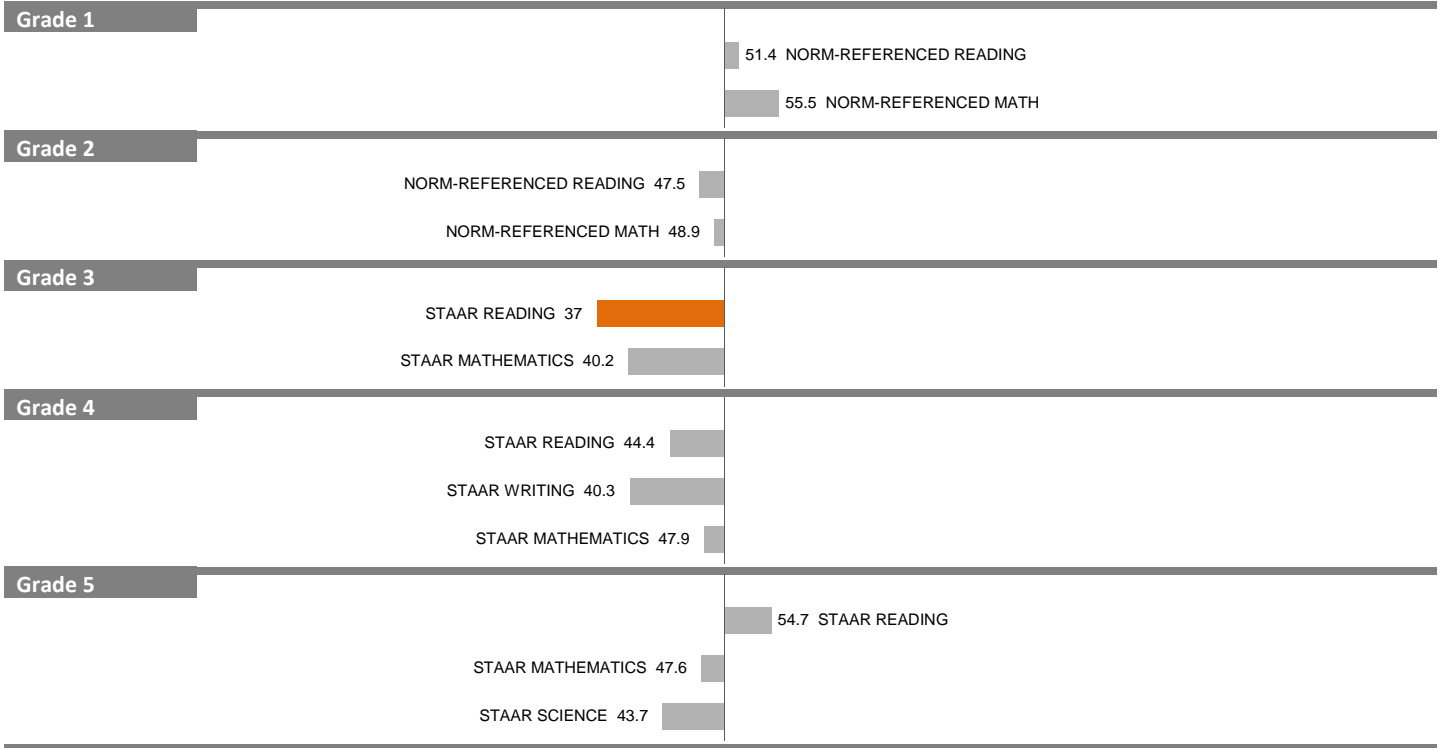 Grade 1
51.4 NORM-REFERENCED READING
55.5 NORM-REFERENCED MATH
Grade 2
NORM-REFERENCED READING 47.5
NORM-REFERENCED MATH 48.9
Grade 3
STAAR READING 37
STAAR MATHEMATICS 40.2
Grade 4
STAAR READING 44.4
STAAR WRITING 40.3
STAAR MATHEMATICS 47.9
Grade 5
54.7 STAAR READING
STAAR MATHEMATICS 47.6
STAAR SCIENCE 43.7